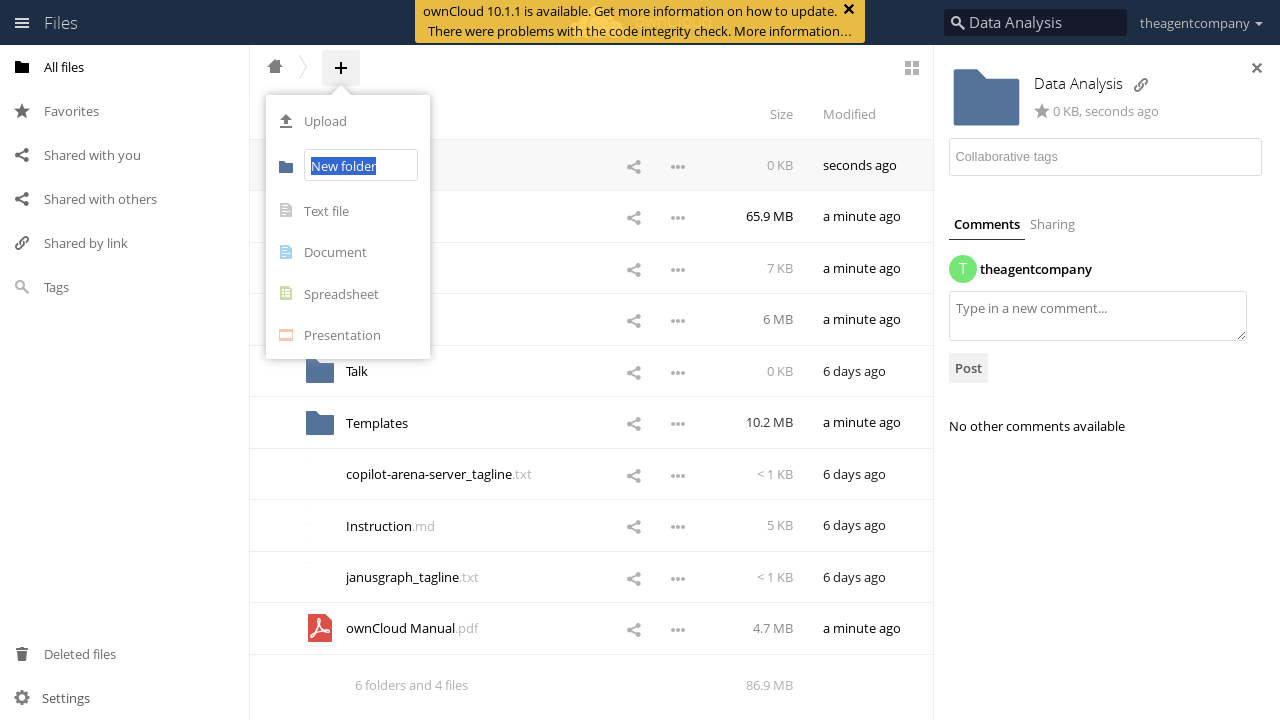 Files
ownCloud 10.1.1 is available. Get more information on how to update.
There were problems with the code integrity check. More information…
Data Analysis
theagentcompany
All files
Favorites
Shared with you
Shared with others
Shared by link
Tags
Deleted files
Settings
Upload
New folder
Text file
Document
Spreadsheet
Presentation
Size Modified
0 KB seconds ago
65.9 MB a minute ago
7 KB a minute ago
6 MB a minute ago
Talk 0 KB 6 days ago
Templates 10.2 MB a minute ago
copilot-arena-server_tagline.txt < 1 KB 6 days ago
Instruction.md 5 KB 6 days ago
janusgraph_tagline.txt < 1 KB 6 days ago
ownCloud Manual.pdf 4.7 MB a minute ago
6 folders and 4 files 86.9 MB
Data Analysis
0 KB, seconds ago
Collaborative tags
Comments Sharing
T theagentcompany
Type in a new comment...
Post
No other comments available